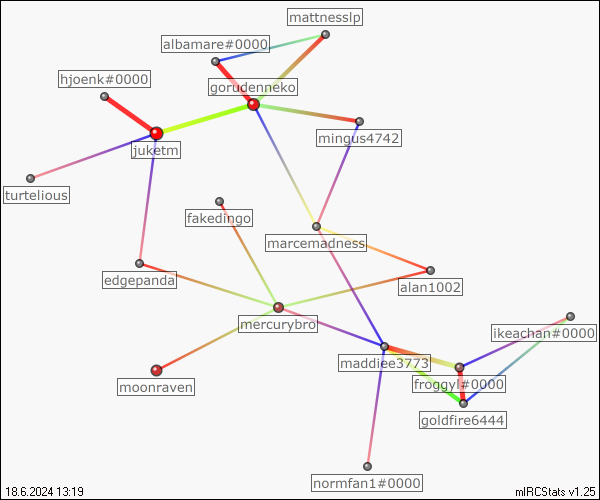 mattnesslp
albamare#0000
hjoenk#0000
gorudenneko
mingus4742
juketm
turtelious
fakedingo
marcemadness
edgepanda
alan1002
mercurybro
ikeachan#0000
maddiee3773
moonraven
froggyl#0000
goldfire6444
normfan1#0000
18.6.2024 13:19
mIRCStats v1.25